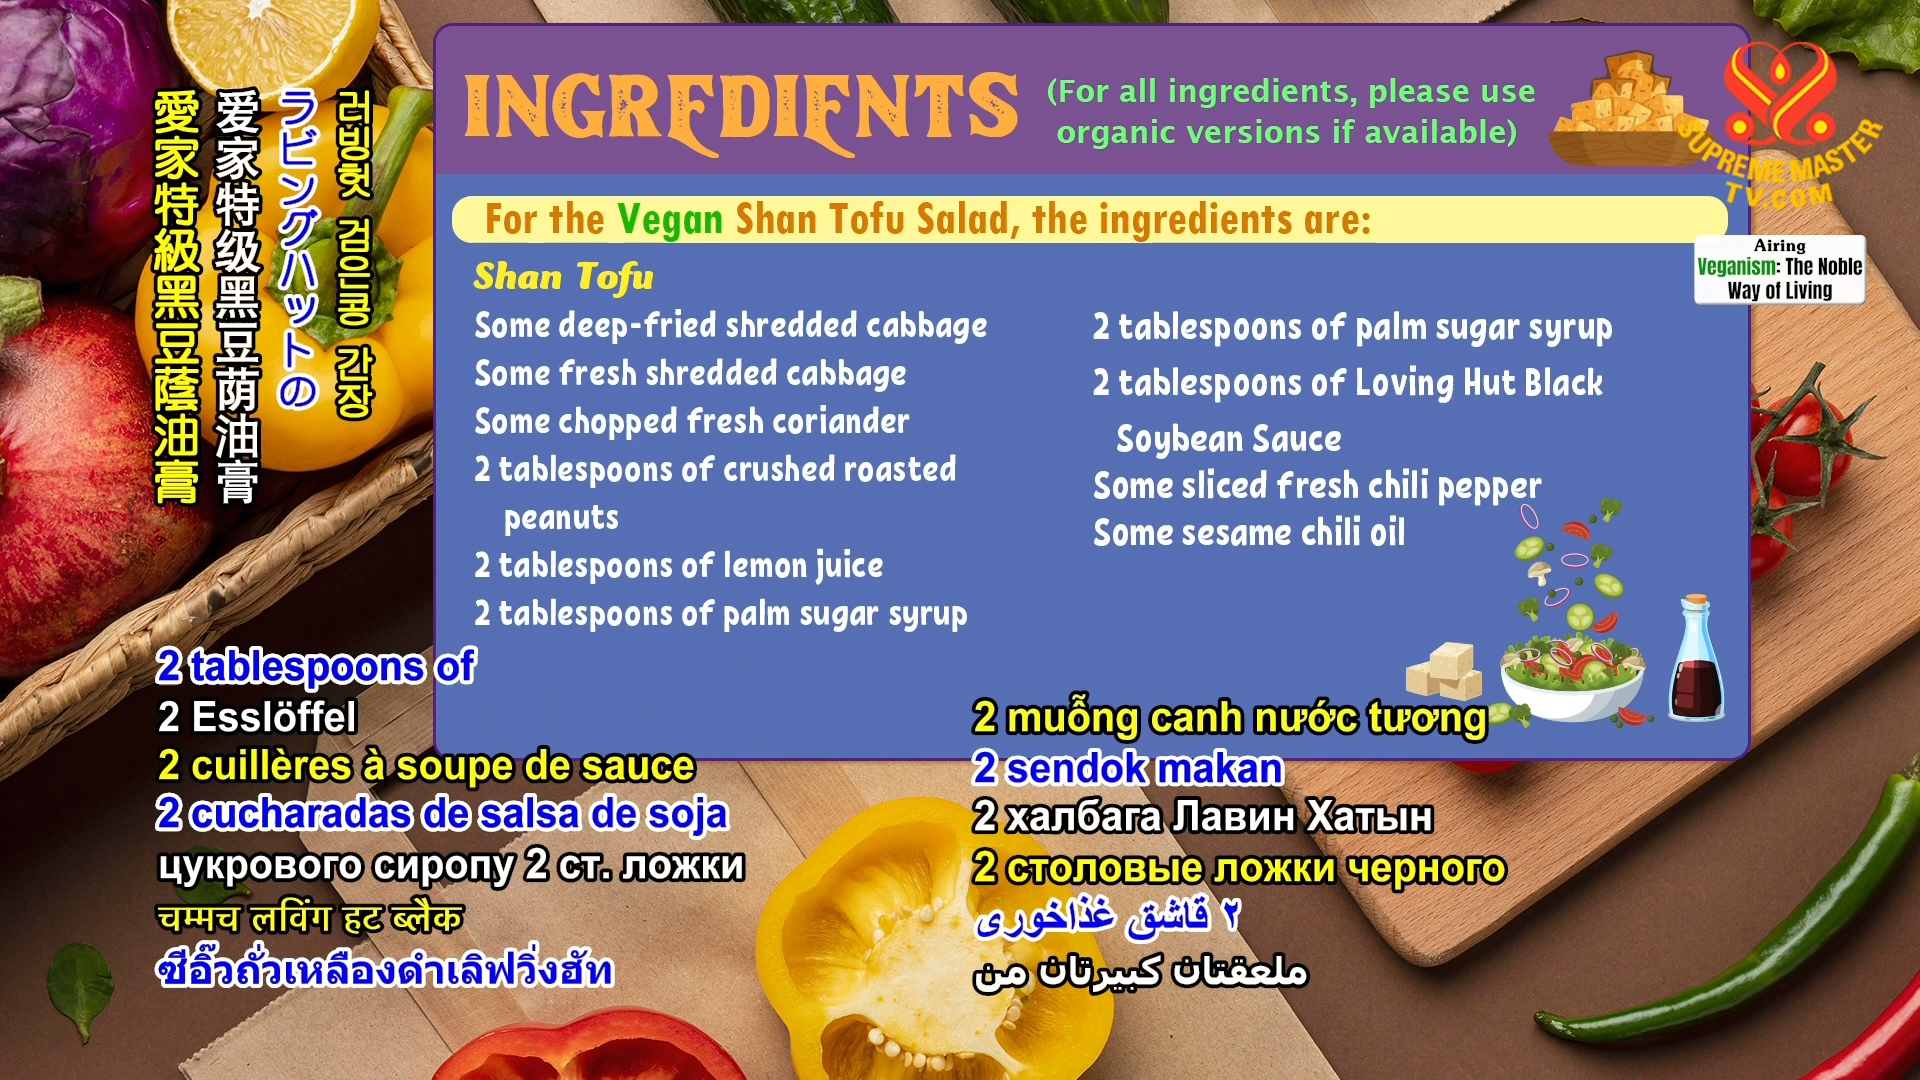 INGREDIENTS
(For all ingredients, please use
organic versions if available)
SUPREME MASTER
TV.COM
Airing
Veganism: The Noble
Way of Living
For the Vegan Shan Tofu Salad, the ingredients are:
Shan Tofu
Some deep-fried shredded cabbage
Some fresh shredded cabbage
Some chopped fresh coriander
2 tablespoons of crushed roasted
peanuts
2 tablespoons of lemon juice
2 tablespoons of palm sugar syrup
2 tablespoons of palm sugar syrup
2 tablespoons of Loving Hut Black
Soybean Sauce
Some sliced fresh chili pepper
Some sesame chili oil
愛家特級黑豆蔭油膏
爱家特级黑豆荫油膏
ラビングハットの
러빙헛 검은콩 간장
2 tablespoons of
2 Esslöffel
2 cuillères à soupe de sauce
2 cucharadas de salsa de soja
цукрового сиропу 2 ст. ложки
चम्मच लविंग हट ब्लैक
ซีอิ๊วถั่วเหลืองดำเลิฟวิ่งฮัท
2 muỗng canh nước tương
2 sendok makan
2 халбага Лавин Хатын
2 столовые ложки черного
۲ قاشق غذاخوری
ملعقتان كبيرتان من